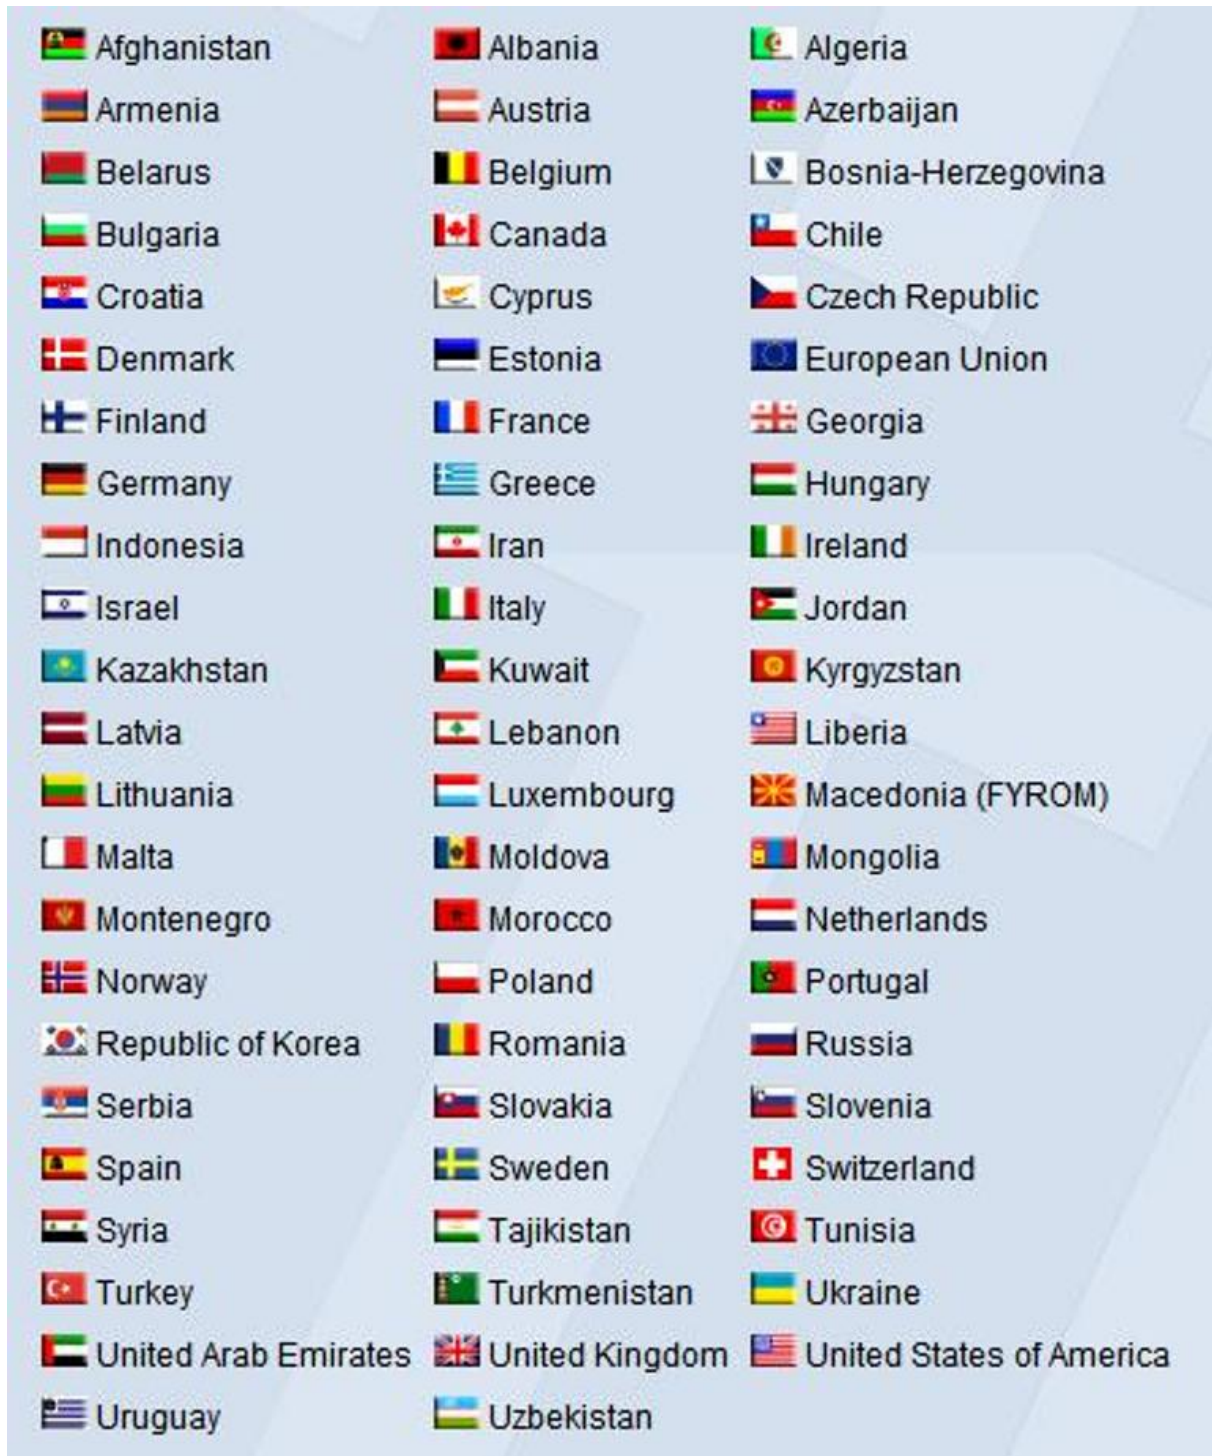 Afghanistan Albania Algeria
Armenia Austria Azerbaijan
Belarus Belgium Bosnia-Herzegovina
Bulgaria Canada Chile
Croatia Cyprus Czech Republic
Denmark Estonia European Union
Finland France Georgia
Germany Greece Hungary
Indonesia Iran Ireland
Israel Italy Jordan
Kazakhstan Kuwait Kyrgyzstan
Latvia Lebanon Liberia
Lithuania Luxembourg Macedonia (FYROM)
Malta Moldova Mongolia
Montenegro Morocco Netherlands
Norway Poland Portugal
Republic of Korea Romania Russia
Serbia Slovakia Slovenia
Spain Sweden Switzerland
Syria Tajikistan Tunisia
Turkey Turkmenistan Ukraine
United Arab Emirates United Kingdom United States of America
Uruguay Uzbekistan